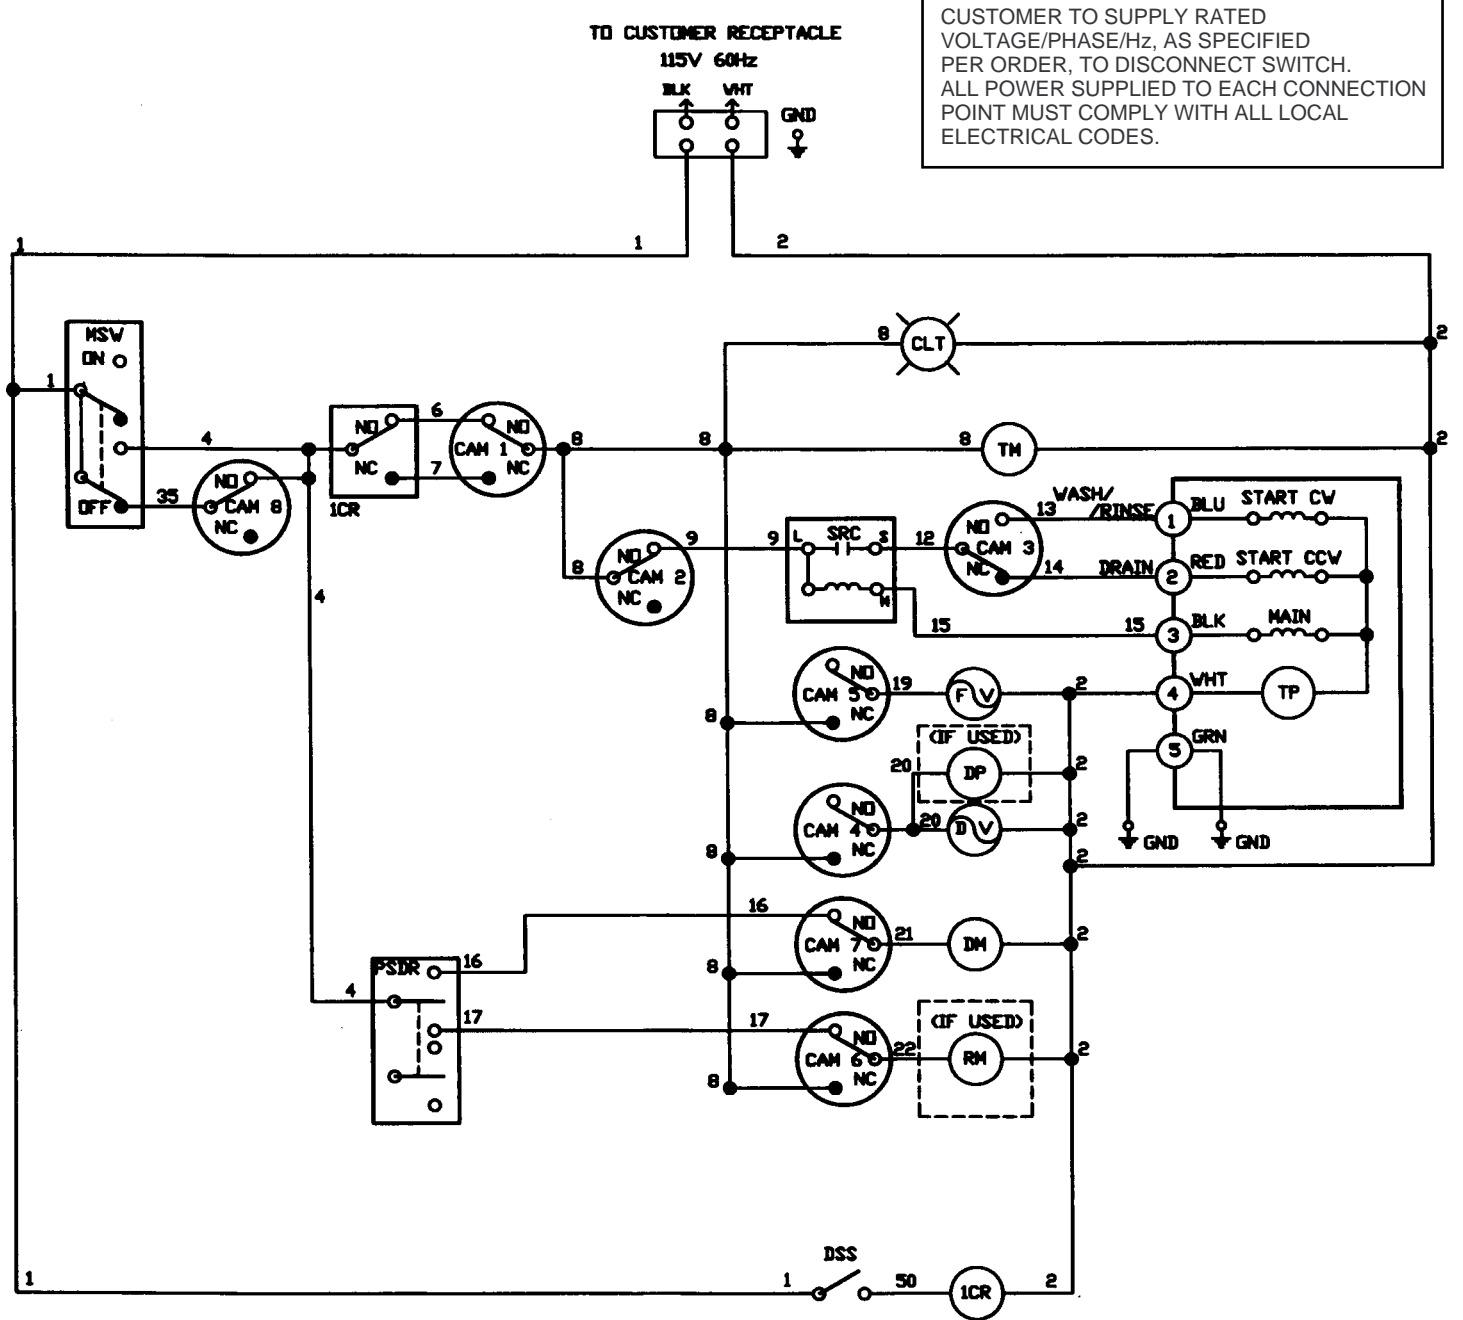 CUSTOMER TO SUPPLY RATED
VOLTAGE/PHASE/Hz, AS SPECIFIED
PER ORDER, TO DISCONNECT SWITCH.
ALL POWER SUPPLIED TO EACH CONNECTION
POINT MUST COMPLY WITH ALL LOCAL
ELECTRICAL CODES.
TO CUSTOMER RECEPTACLE
115V 60Hz
BLK WHT
GND
1 1 2
MSW
ON
1
4
OFF
35
NO
CAM 8
NC
NO
NC
1CR
6
7
NO
CAM 1
NC
8 8
8 CLT 2
8 TM 2
4
8
NO
CAM 2
NC
9 9
L SRC S
M
12
NO
CAM 3
NC
13 WASH/
/RINSE
14 DRAIN
15 15
1 BLU START CW
2 RED START CCW
3 BLK MAIN
4 WHT TP
5 GRN
GND GND
8
NO
CAM 5
NC
19 F V 2
(IF USED)
20 DP 2
8
NO
CAM 4
NC
20 D V 2
2
16
8
NO
CAM 7
NC
21 DM 2
PSDR 16
4
17 17
8
NO
CAM 6
NC
22
(IF USED)
RM 2
DSS
1 1 50 1CR 2